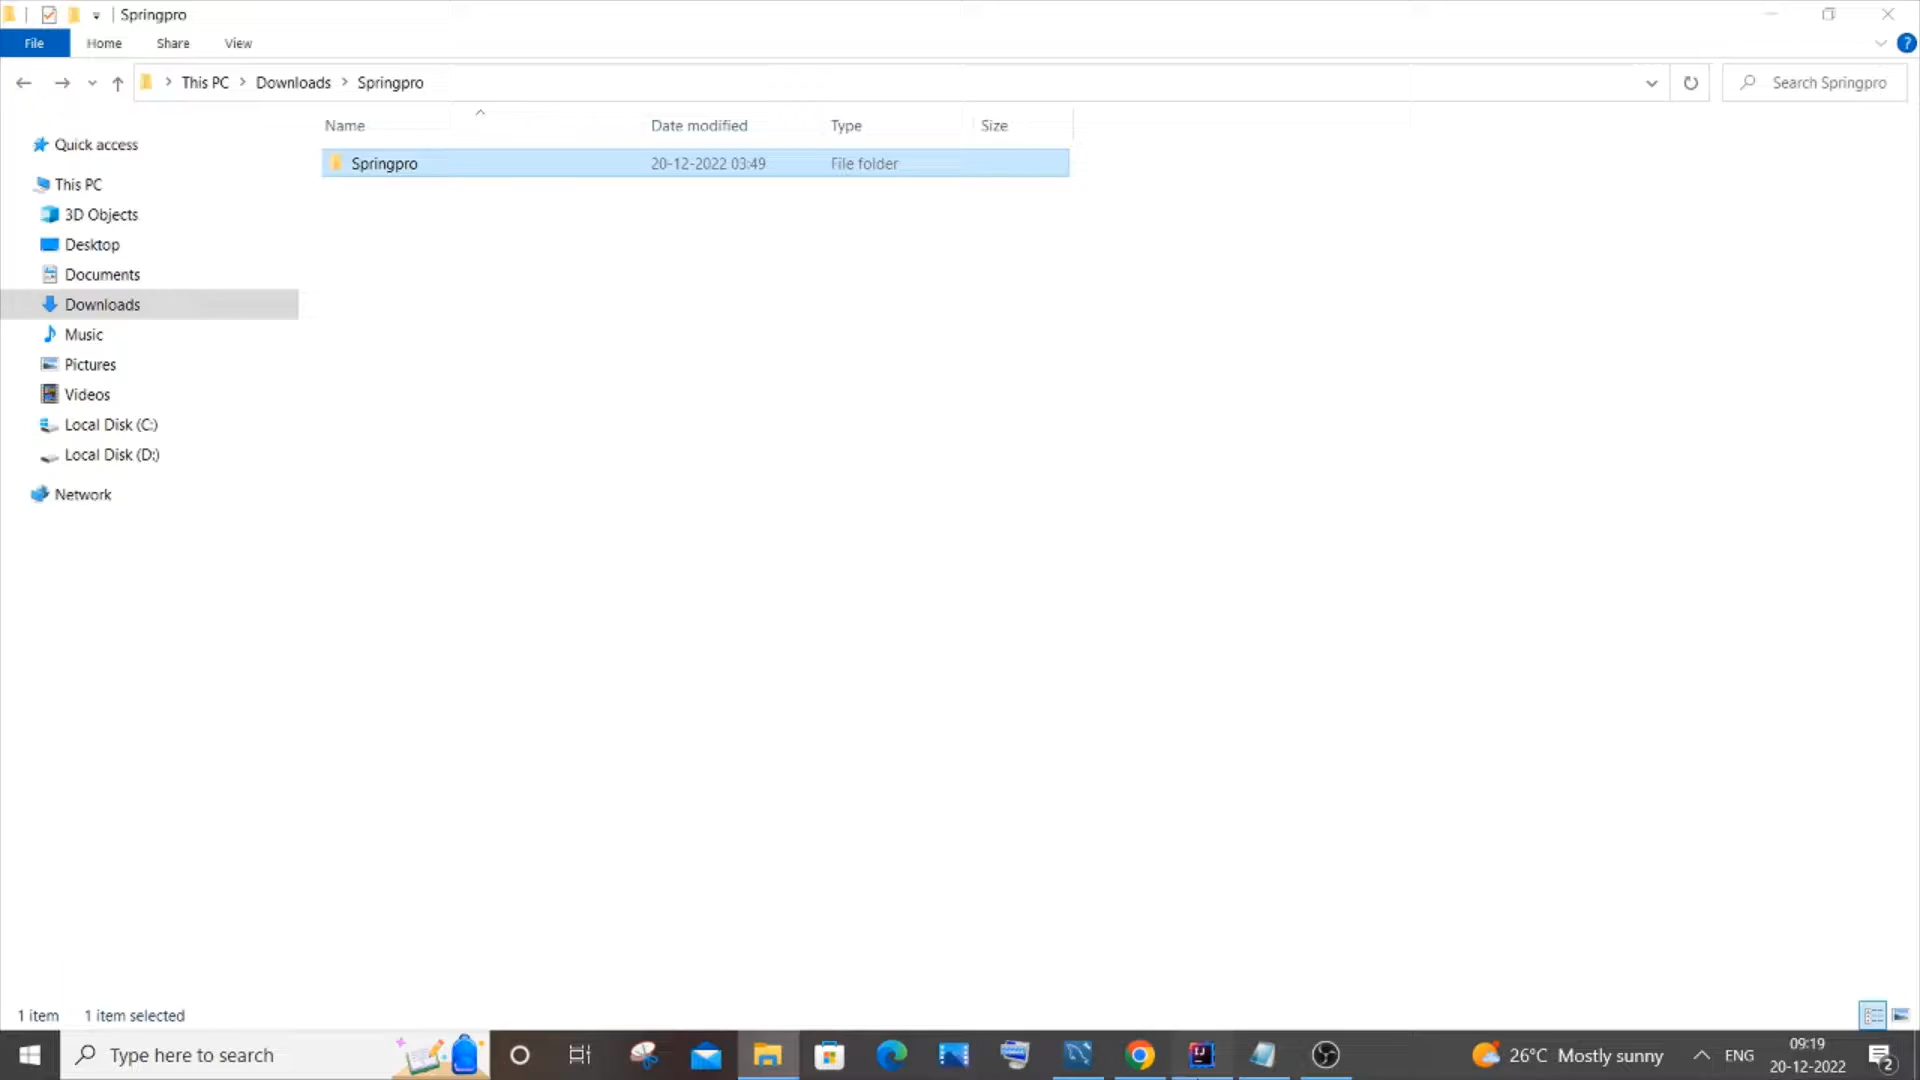 Springpro
File Home Share View
This PC Downloads Springpro
Search Springpro
Name Date modified Type Size
Springpro 20-12-2022 03:49 File folder
Quick access
This PC
3D Objects
Desktop
Documents
Downloads
Music
Pictures
Videos
Local Disk (C:)
Local Disk (D:)
Network
1 item 1 item selected
Type here to search
26°C Mostly sunny
ENG
09:19
20-12-2022
2